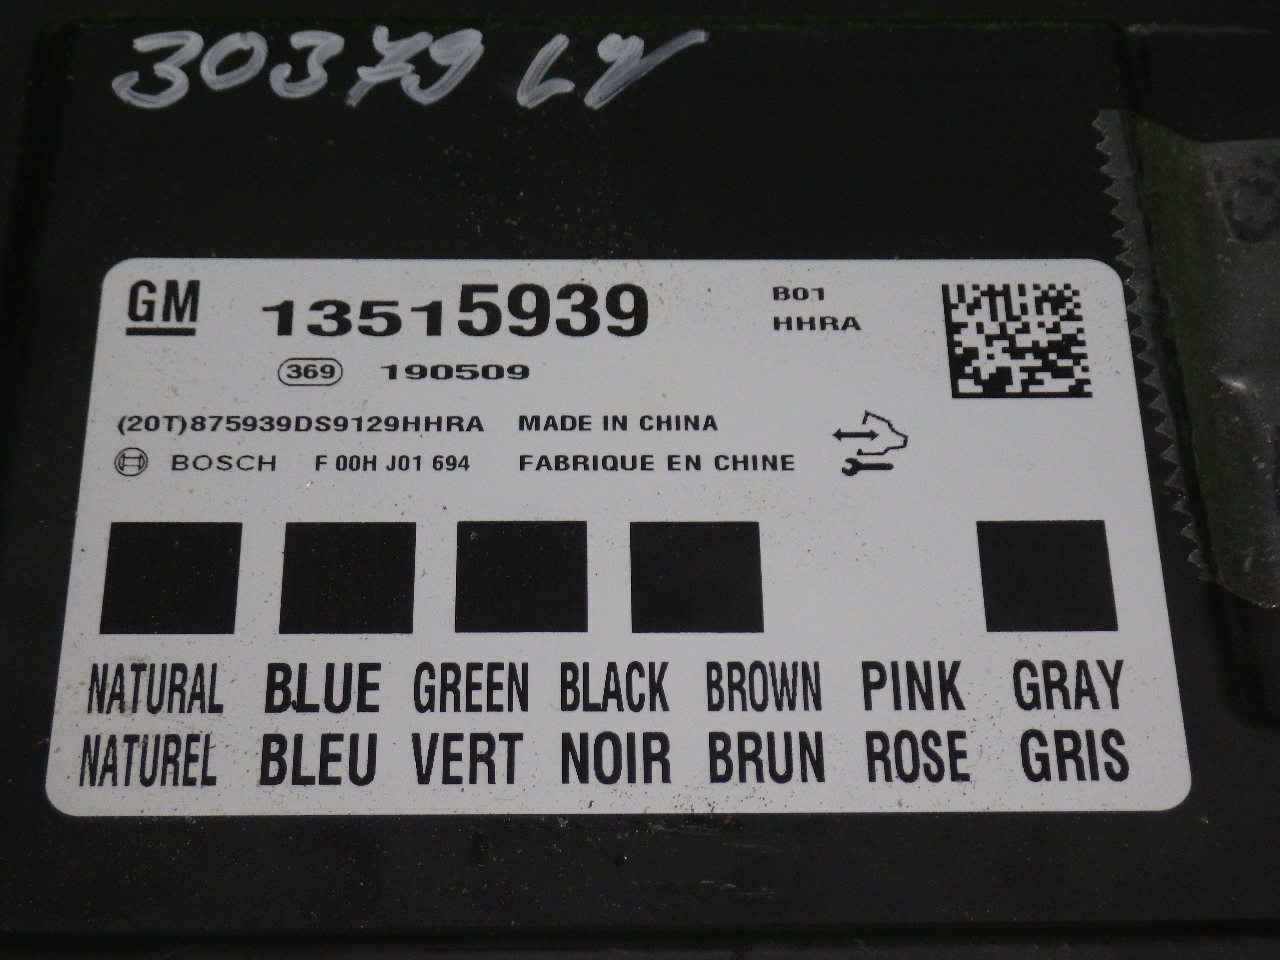 30379 LV
GM 13515939 B01
HHRA
369 190509
(20T)875939DS9129HHRA MADE IN CHINA
BOSCH F 00H J01 694 FABRIQUE EN CHINE
NATURAL BLUE GREEN BLACK BROWN PINK GRAY
NATUREL BLEU VERT NOIR BRUN ROSE GRIS